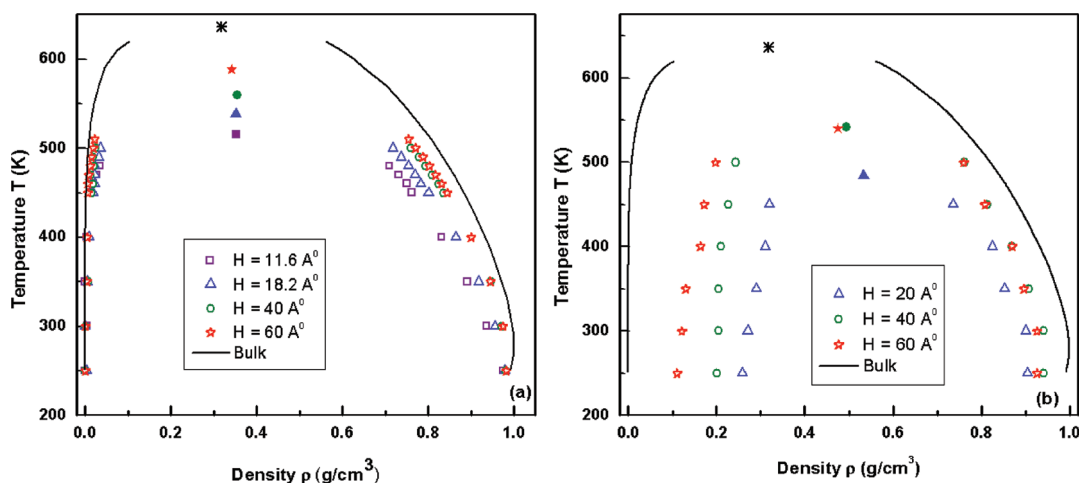 600
500
400
300
200
Temperature T (K)
H = 11.6 A⁰
H = 18.2 A⁰
H = 40 A⁰
H = 60 A⁰
Bulk
(a)
0.0 0.2 0.4 0.6 0.8 1.0
Density ρ (g/cm³)
600
500
400
300
200
Temperature T (K)
H = 20 A⁰
H = 40 A⁰
H = 60 A⁰
Bulk
(b)
0.0 0.2 0.4 0.6 0.8 1.0
Density ρ (g/cm³)